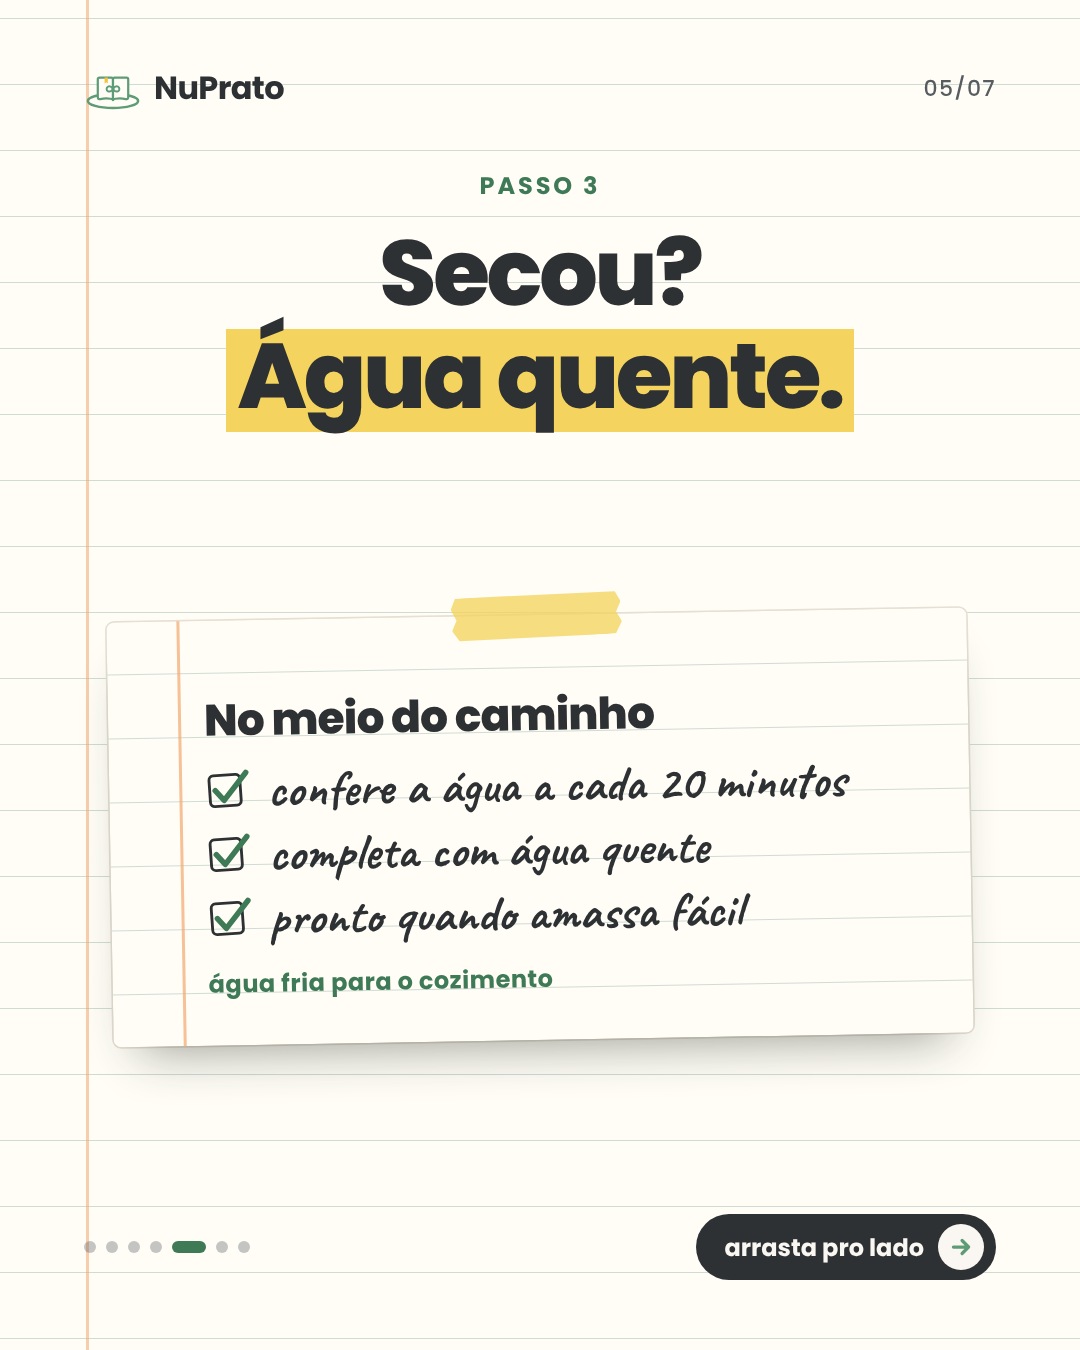 NuPrato
05/07
PASSO 3
Secou?
Água quente.
No meio do caminho
confere a água a cada 20 minutos
completa com água quente
pronto quando amassa fácil
água fria para o cozimento
arrasta pro lado